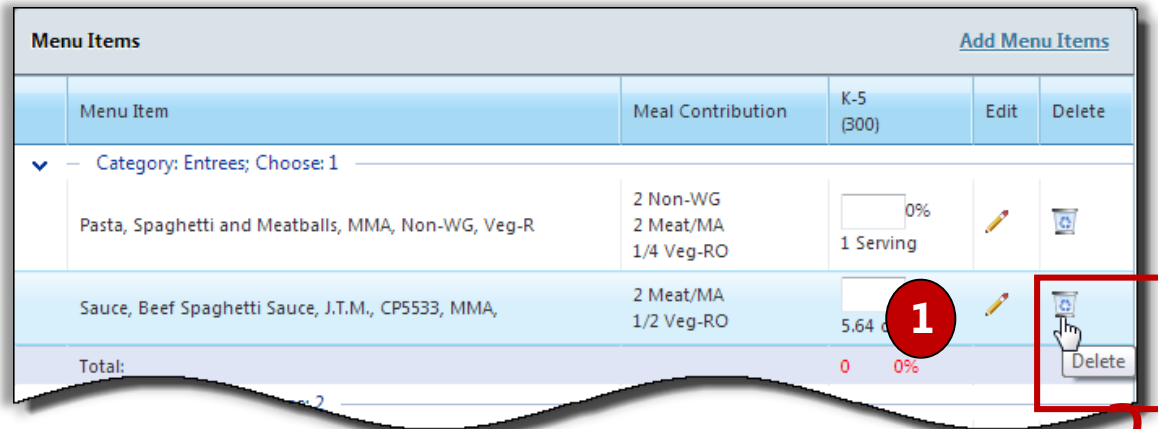 Menu Items Add Menu Items
Menu Item Meal Contribution K-5 (300) Edit Delete
Category: Entrees; Choose: 1
Pasta, Spaghetti and Meatballs, MMA, Non-WG, Veg-R 2 Non-WG 0%
2 Meat/MA 1 Serving
1/4 Veg-RO
Sauce, Beef Spaghetti Sauce, J.T.M., CP5533, MMA, 2 Meat/MA
1/2 Veg-RO 5.64 1
Delete
Total: 0 0%
2